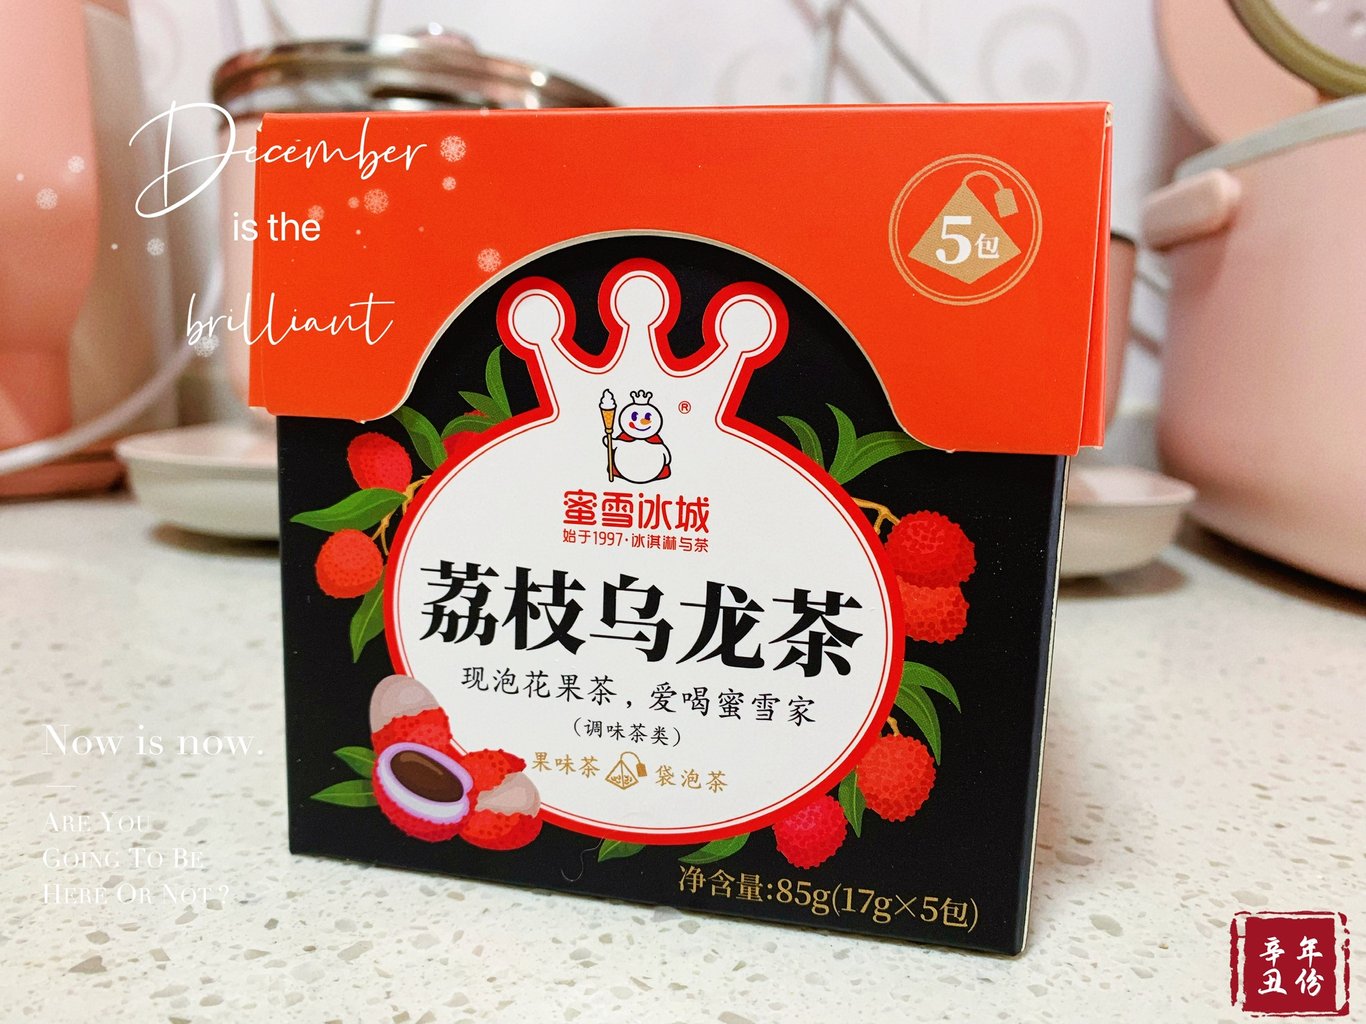 December
is the
brilliant
5包
®
蜜雪冰城
始于1997·冰淇淋与茶
荔枝乌龙茶
现泡花果茶，爱喝蜜雪家
（调味茶类）
果味茶 袋泡茶
净含量:85g(17g×5包)
Now is now.
Are You
Going To Be
Here Or Not ?
辛丑
年份